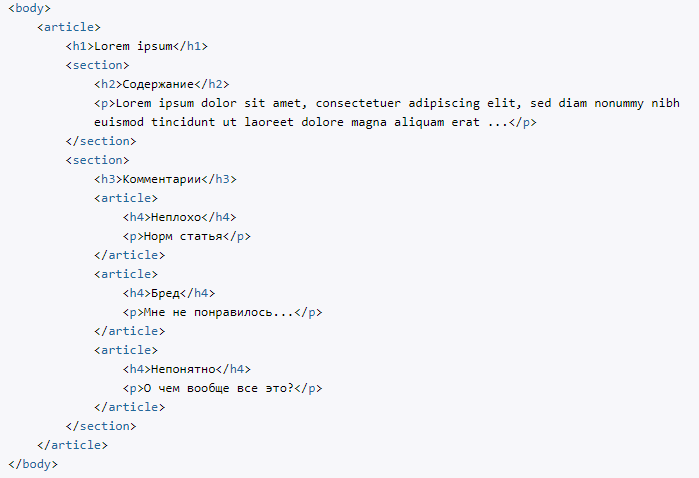 <body>
<article>
<h1>Lorem ipsum</h1>
<section>
<h2>Содержание</h2>
<p>Lorem ipsum dolor sit amet, consectetuer adipiscing elit, sed diam nonummy nibh
euismod tincidunt ut laoreet dolore magna aliquam erat ...</p>
</section>
<section>
<h3>Комментарии</h3>
<article>
<h4>Неплохо</h4>
<p>Норм статья</p>
</article>
<article>
<h4>Бред</h4>
<p>Мне не понравилось...</p>
</article>
<article>
<h4>Непонятно</h4>
<p>О чем вообще все это?</p>
</article>
</section>
</article>
</body>